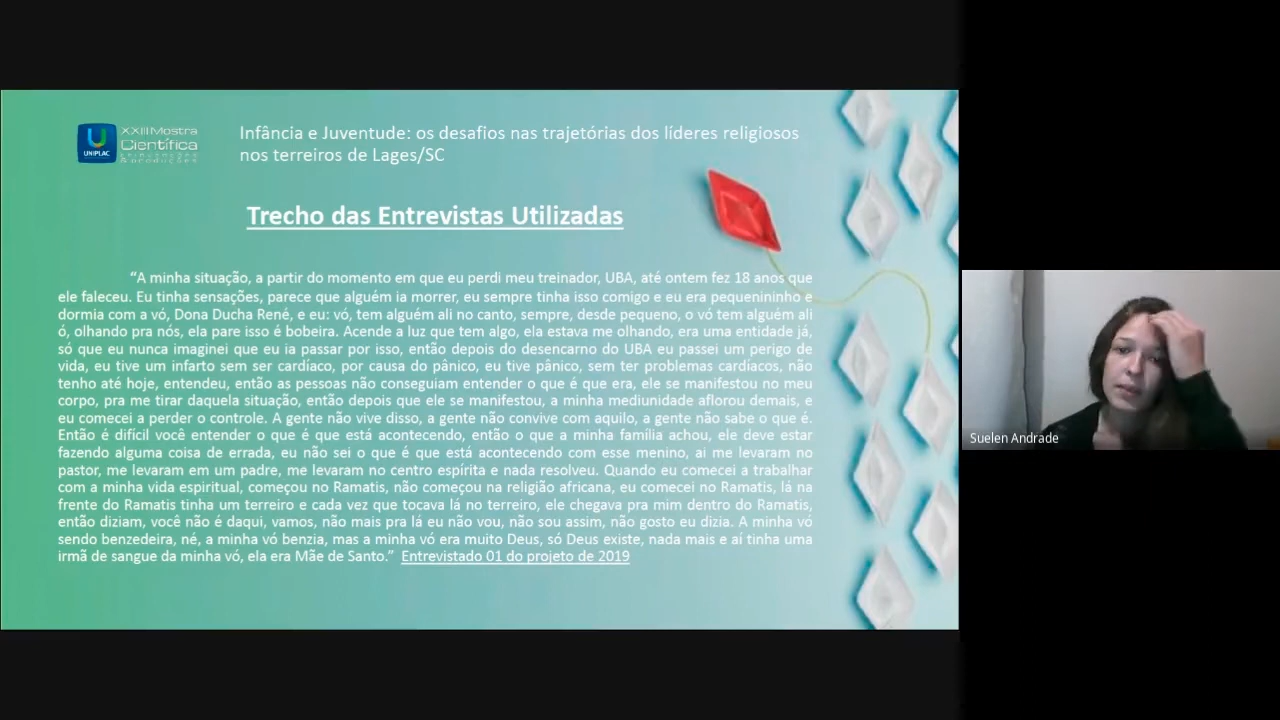 UNIPLAC
XXIII Mostra
Científica
Infância e Juventude: os desafios nas trajetórias dos líderes religiosos
nos terreiros de Lages/SC
Trecho das Entrevistas Utilizadas
“A minha situação, a partir do momento em que eu perdi meu treinador, UBA, até ontem fez 18 anos que
ele faleceu. Eu tinha sensações, parece que alguém ia morrer, eu sempre tinha isso comigo e eu era pequenininho e
dormia com a vó, Dona Ducha René, e eu: vó, tem alguém ali no canto, sempre, desde pequeno, o vó tem alguém ali
ó, olhando pra nós, ela pare isso é bobeira. Acende a luz que tem algo, ela estava me olhando, era uma entidade já,
só que eu nunca imaginei que eu ia passar por isso, então depois do desencarno do UBA eu passei um perigo de
vida, eu tive um infarto sem ser cardíaco, por causa do pânico, eu tive pânico, sem ter problemas cardíacos, não
tenho até hoje, entendeu, então as pessoas não conseguiam entender o que é que era, ele se manifestou no meu
corpo, pra me tirar daquela situação, então depois que ele se manifestou, a minha mediunidade aflorou demais, e
eu comecei a perder o controle. A gente não vive disso, a gente não convive com aquilo, a gente não sabe o que é.
Então é difícil você entender o que é que está acontecendo, então o que a minha família achou, ele deve estar
fazendo alguma coisa de errada, eu não sei o que é que está acontecendo com esse menino, ai me levaram no
pastor, me levaram em um padre, me levaram no centro espírita e nada resolveu. Quando eu comecei a trabalhar
com a minha vida espiritual, começou no Ramatis, não começou na religião africana, eu comecei no Ramatis, lá na
frente do Ramatis tinha um terreiro e cada vez que tocava lá no terreiro, ele chegava pra mim dentro do Ramatis,
então diziam, você não é daqui, vamos, não mais pra lá eu não vou, não sou assim, não gosto eu dizia. A minha vó
sendo benzedeira, né, a minha vó benzia, mas a minha vó era muito Deus, só Deus existe, nada mais e aí tinha uma
irmã de sangue da minha vó, ela era Mãe de Santo.” Entrevistado 01 do projeto de 2019
Suelen Andrade